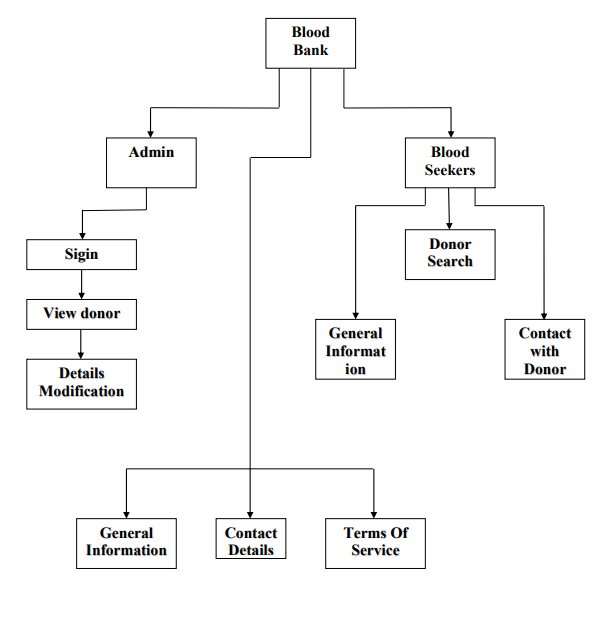 Blood
Bank
Admin
Blood
Seekers
Sigin
Donor
Search
View donor
General
Informat
ion
Contact
with
Donor
Details
Modification
General
Information
Contact
Details
Terms Of
Service